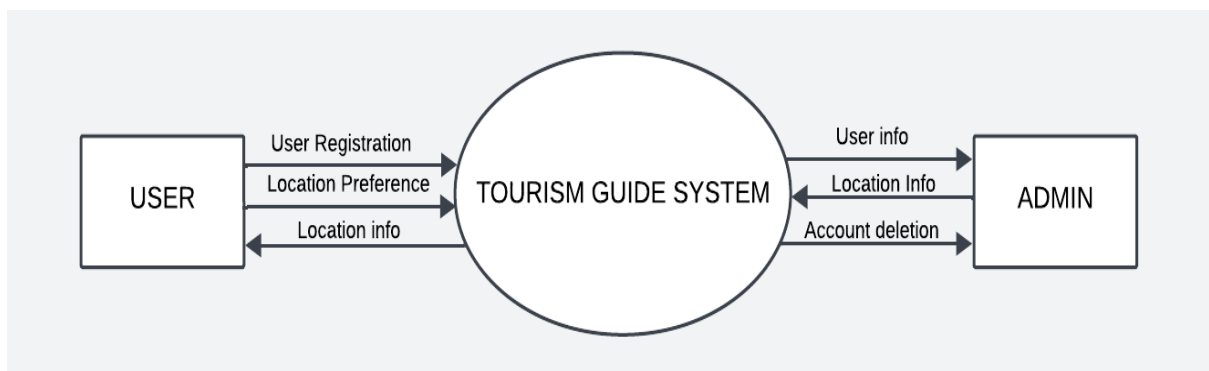 USER
User Registration
Location Preference
Location info
TOURISM GUIDE SYSTEM
User info
Location Info
Account deletion
ADMIN